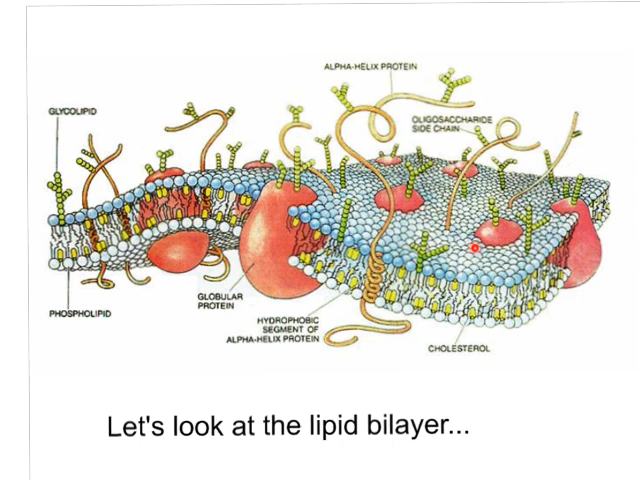 ALPHA-HELIX PROTEIN
GLYCOLIPID
OLIGOSACCHARIDE
SIDE CHAIN
GLOBULAR
PROTEIN
PHOSPHOLIPID
HYDROPHOBIC
SEGMENT OF
ALPHA-HELIX PROTEIN
CHOLESTEROL
Let's look at the lipid bilayer...